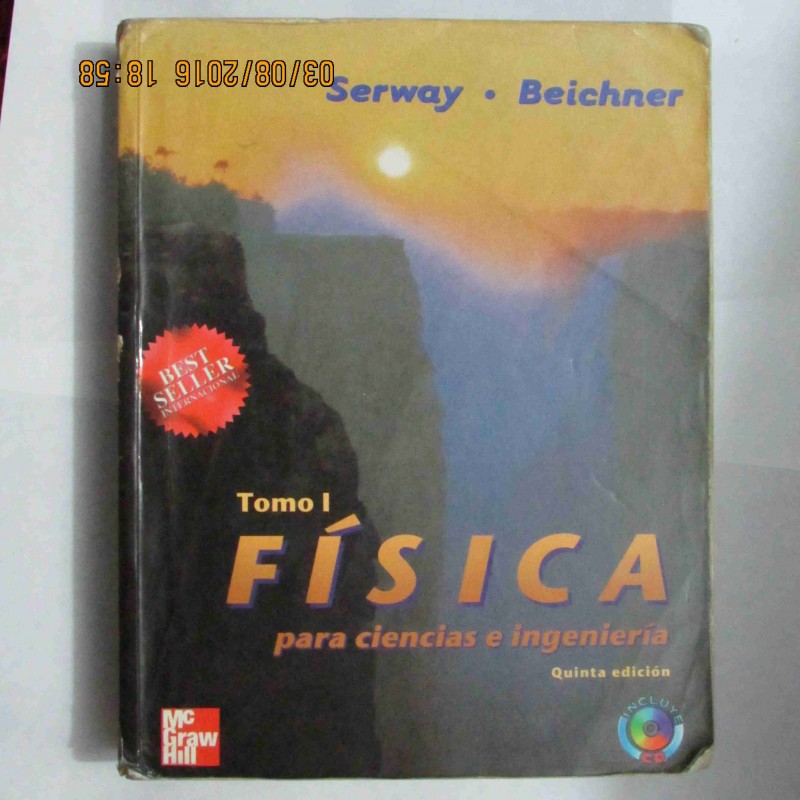 03/08/2016 18:58
Serway • Beichner
BEST
SELLER
INTERNACIONAL
Tomo I
FÍSICA
para ciencias e ingeniería
Quinta edición
INCLUYE
CD
Mc
Graw
Hill